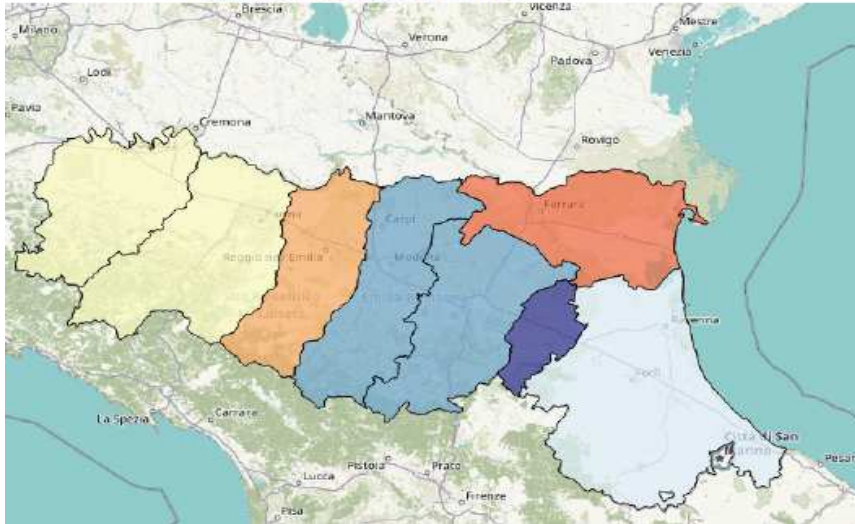 Brescia
Vicenza
Milano
Mestre
Verona
Venezia
Padova
Lodi
Pavia
Cremona
Mantova
Rovigo
Parma
Ferrara
Carpi
Reggio nell'Emilia
Modena
Ravenna
Forlì
La Spezia
Carrara
Città di San
Marino
Pistoia
Prato
Pesar
Lucca
Firenze
Pisa